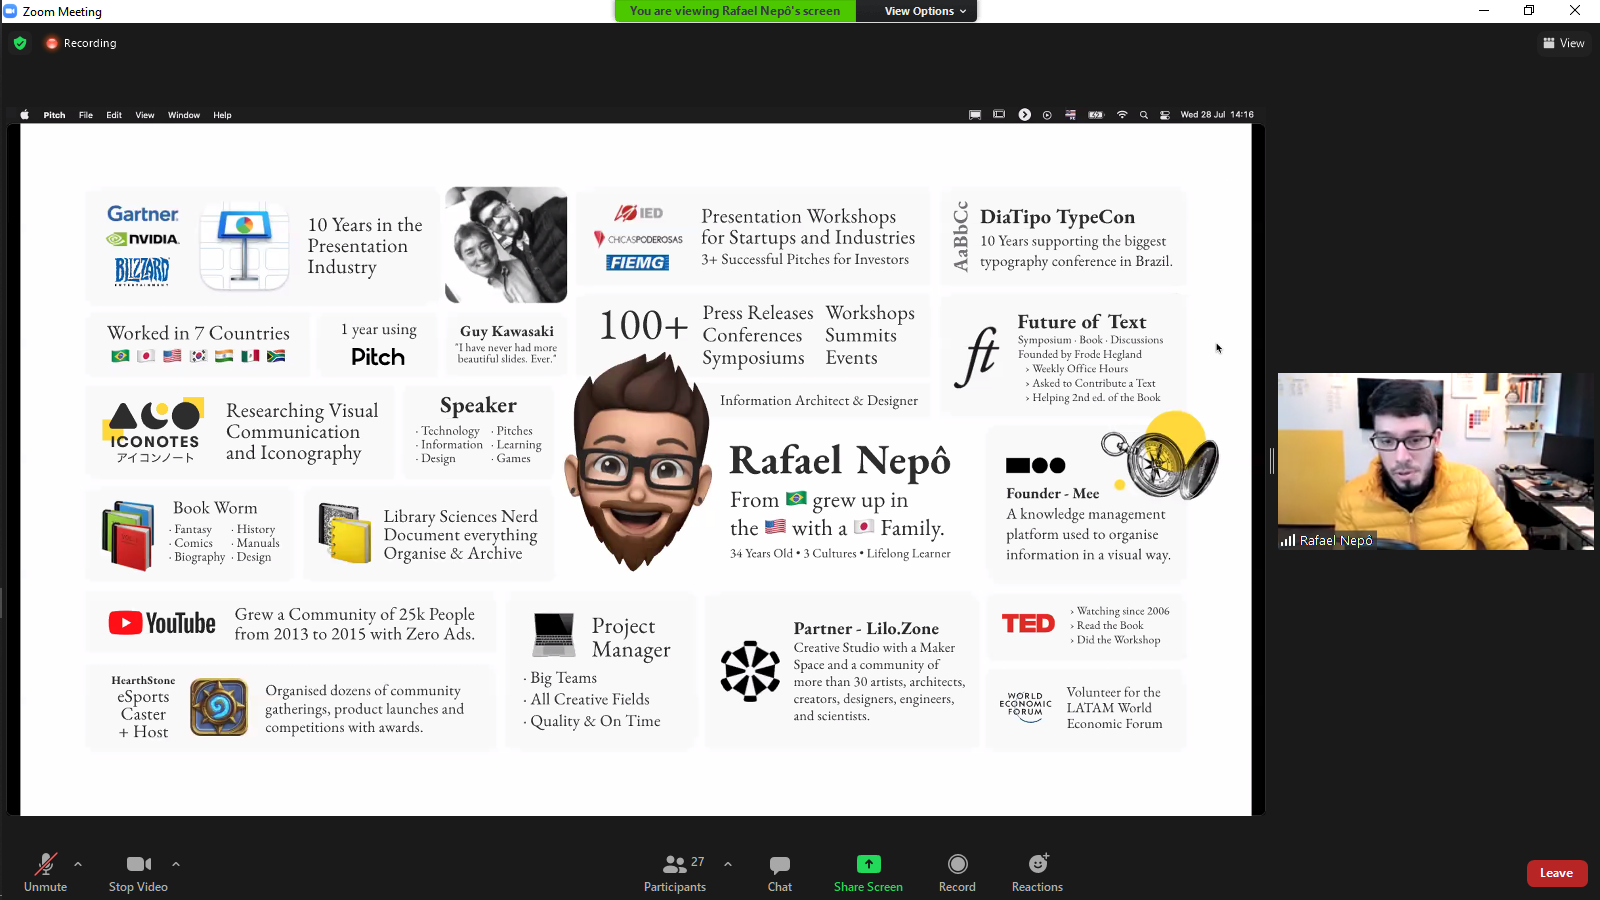 Zoom Meeting
You are viewing Rafael Nepô's screen
View Options
Recording
View
Pitch File Edit View Window Help
Wed 28 Jul 14:16
Gartner
NVIDIA.
BLIZZARD
ENTERTAINMENT
10 Years in the
Presentation
Industry
IED
CHICASPODEROSAS
FIEMG
Presentation Workshops
for Startups and Industries
3+ Successful Pitches for Investors
AaBbCc
DiaTipo TypeCon
10 Years supporting the biggest
typography conference in Brazil.
Worked in 7 Countries
1 year using
Pitch
Guy Kawasaki
"I have never had more
beautiful slides. Ever."
100+
Press Releases
Conferences
Symposiums
Workshops
Summits
Events
ft
Future of Text
Symposium · Book · Discussions
Founded by Frode Hegland
› Weekly Office Hours
› Asked to Contribute a Text
› Helping 2nd ed. of the Book
ICONOTES
アイコンノート
Researching Visual
Communication
and Iconography
Speaker
· Technology
· Information
· Design
· Pitches
· Learning
· Games
Information Architect & Designer
Rafael Nepô
From 🇧🇷 grew up in
the 🇺🇸 with a 🇯🇵 Family.
34 Years Old • 3 Cultures • Lifelong Learner
Founder - Mee
A knowledge management
platform used to organise
information in a visual way.
Book Worm
· Fantasy
· Comics
· Biography
· History
· Manuals
· Design
Library Sciences Nerd
Document everything
Organise & Archive
YouTube
Grew a Community of 25k People
from 2013 to 2015 with Zero Ads.
HearthStone
eSports
Caster
+ Host
Organised dozens of community
gatherings, product launches and
competitions with awards.
Project
Manager
· Big Teams
· All Creative Fields
· Quality & On Time
Partner - Lilo.Zone
Creative Studio with a Maker
Space and a community of
more than 30 artists, architects,
creators, designers, engineers,
and scientists.
TED
› Watching since 2006
› Read the Book
› Did the Workshop
WORLD
ECONOMIC
FORUM
Volunteer for the
LATAM World
Economic Forum
Rafael Nepô
Unmute
Stop Video
27
Participants
Chat
Share Screen
Record
Reactions
Leave